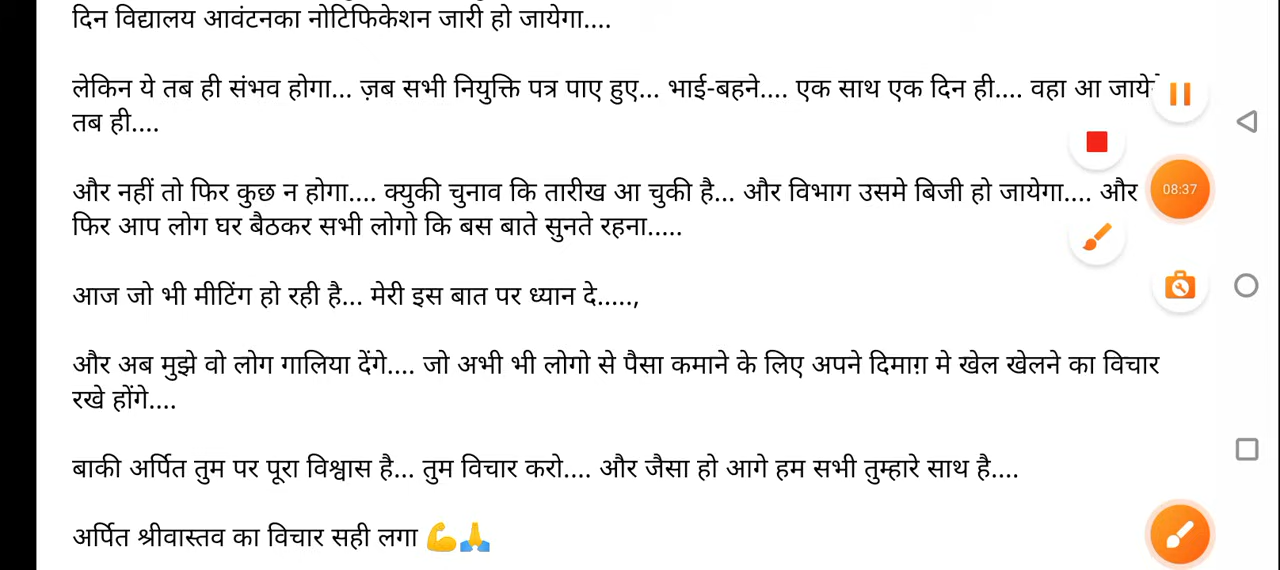 दिन विद्यालय आवंटनका नोटिफिकेशन जारी हो जायेगा....
लेकिन ये तब ही संभव होगा... ज़ब सभी नियुक्ति पत्र पाए हुए... भाई-बहने.... एक साथ एक दिन ही.... वहा आ जाये
तब ही....
और नहीं तो फिर कुछ न होगा.... क्युकी चुनाव कि तारीख आ चुकी है... और विभाग उसमे बिजी हो जायेगा.... और
08:37
फिर आप लोग घर बैठकर सभी लोगो कि बस बाते सुनते रहना.....
आज जो भी मीटिंग हो रही है... मेरी इस बात पर ध्यान दे.....,
और अब मुझे वो लोग गालिया देंगे.... जो अभी भी लोगो से पैसा कमाने के लिए अपने दिमाग़ मे खेल खेलने का विचार
रखे होंगे....
बाकी अर्पित तुम पर पूरा विश्वास है... तुम विचार करो.... और जैसा हो आगे हम सभी तुम्हारे साथ है....
अर्पित श्रीवास्तव का विचार सही लगा 💪🙏